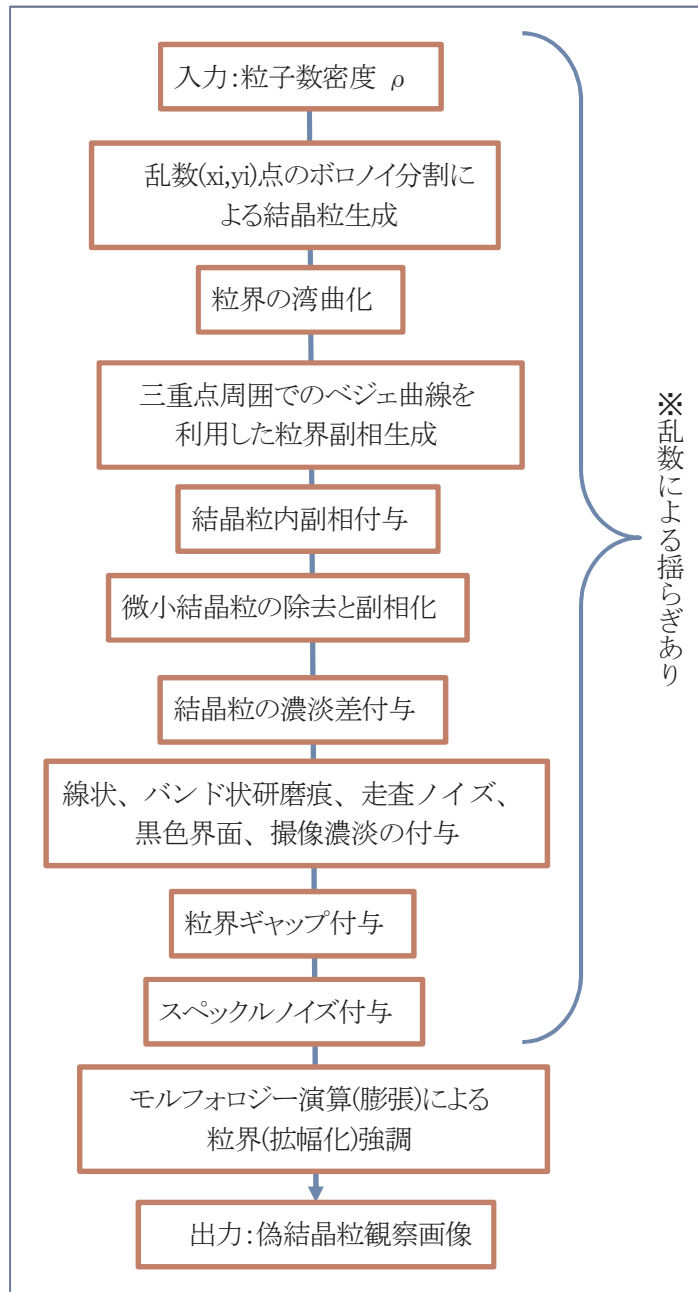 入力:粒子数密度 ρ
乱数(xi,yi)点のボロノイ分割に
よる結晶粒生成
粒界の湾曲化
三重点周囲でのベジェ曲線を
利用した粒界副相生成
結晶粒内副相付与
微小結晶粒の除去と副相化
結晶粒の濃淡差付与
線状、バンド状研磨痕、走査ノイズ、
黒色界面、撮像濃淡の付与
粒界ギャップ付与
スペックルノイズ付与
モルフォロジー演算(膨張)による
粒界(拡幅化)強調
出力:偽結晶粒観察画像
※乱数による揺らぎあり